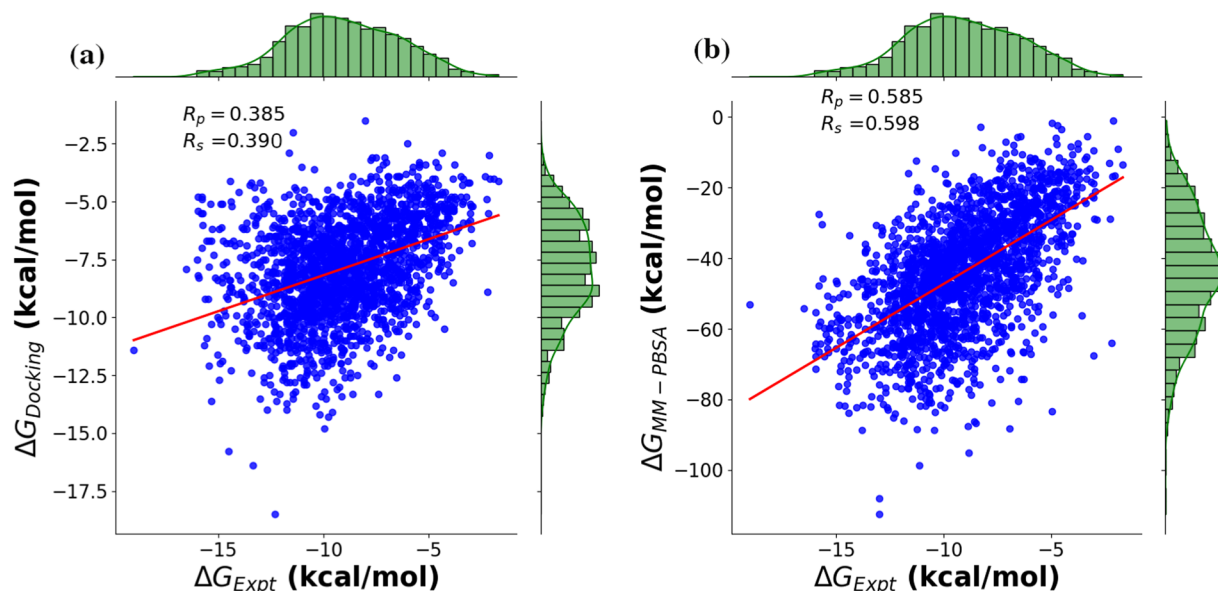 (a)
R_p = 0.385
R_s =0.390
−2.5
−5.0
−7.5
−10.0
−12.5
−15.0
−17.5
ΔG_Docking (kcal/mol)
−15 −10 −5
ΔG_Expt (kcal/mol)
(b)
R_p = 0.585
R_s =0.598
0
−20
−40
−60
−80
−100
ΔG_MM−PBSA (kcal/mol)
−15 −10 −5
ΔG_Expt (kcal/mol)